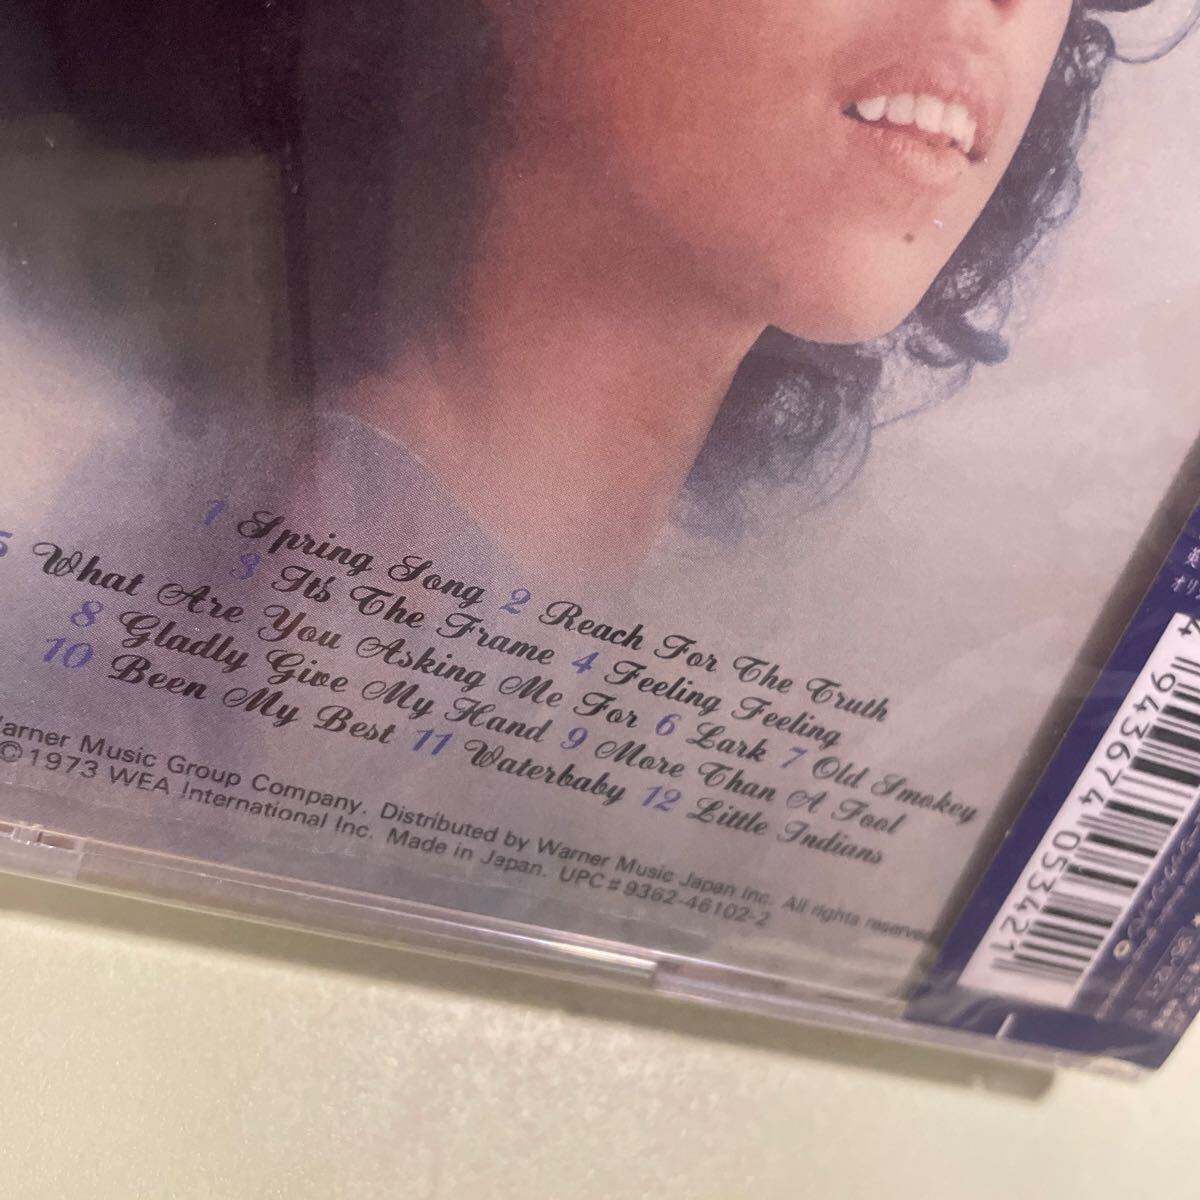 1 Spring Song 2 Reach For The Truth
3 It's The Frame 4 Feeling Feeling
5 What Are You Asking Me For 6 Lark 7 Old Smokey
8 Gladly Give My Hand 9 More Than A Fool
10 Been My Best 11 Waterbaby 12 Little Indians
Warner Music Group Company. Distributed by Warner Music Japan Inc. All rights reserved
©1973 WEA International Inc. Made in Japan. UPC#9362-46102-2
4 943674 053421